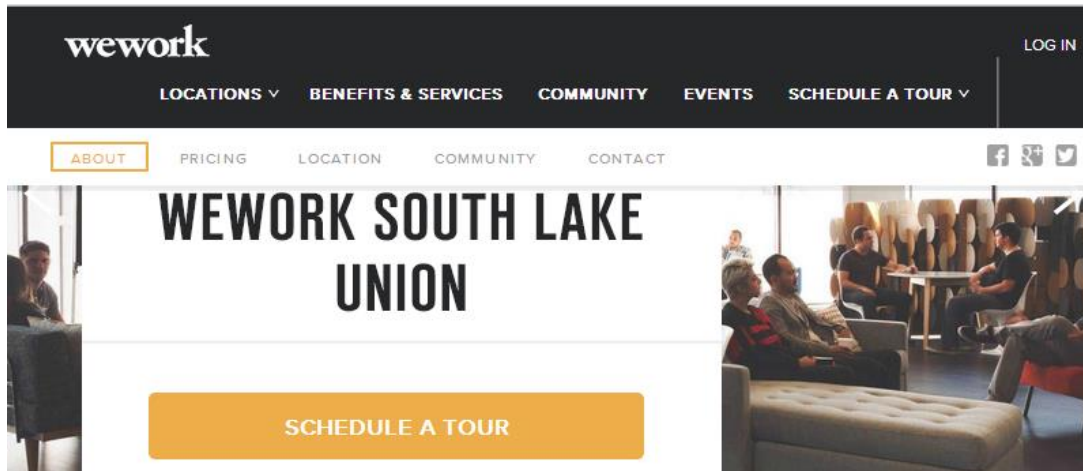 wework
LOG IN
LOCATIONS BENEFITS & SERVICES COMMUNITY EVENTS SCHEDULE A TOUR
ABOUT PRICING LOCATION COMMUNITY CONTACT
WEWORK SOUTH LAKE
UNION
SCHEDULE A TOUR